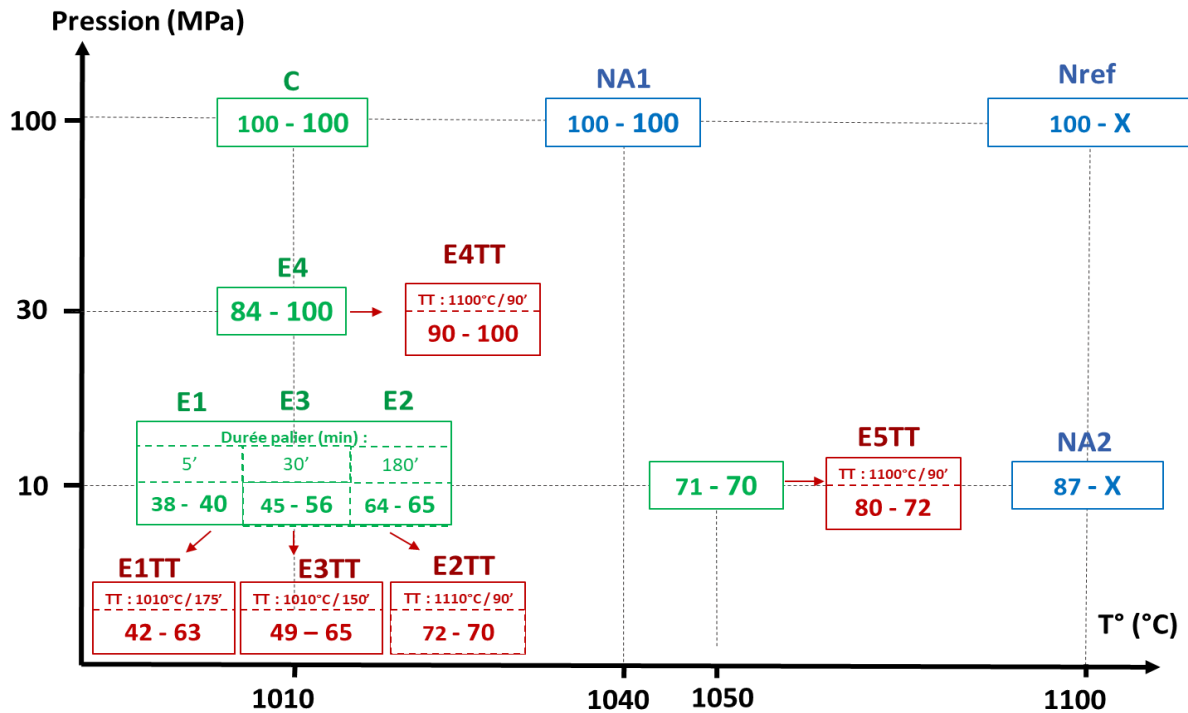 Pression (MPa)
C
NA1
Nref
100
100 - 100
100 - 100
100 - X
E4
E4TT
30
84 - 100
TT : 1100°C / 90'
90 - 100
E1
E3
E2
Durée palier (min) :
5'
30'
180'
E5TT
NA2
10
38 - 40
45 - 56
64 - 65
71 - 70
TT : 1100°C / 90'
80 - 72
87 - X
E1TT
E3TT
E2TT
TT : 1010°C / 175'
TT : 1010°C / 150'
TT : 1110°C / 90'
42 - 63
49 – 65
72 - 70
T° (°C)
1010
1040
1050
1100